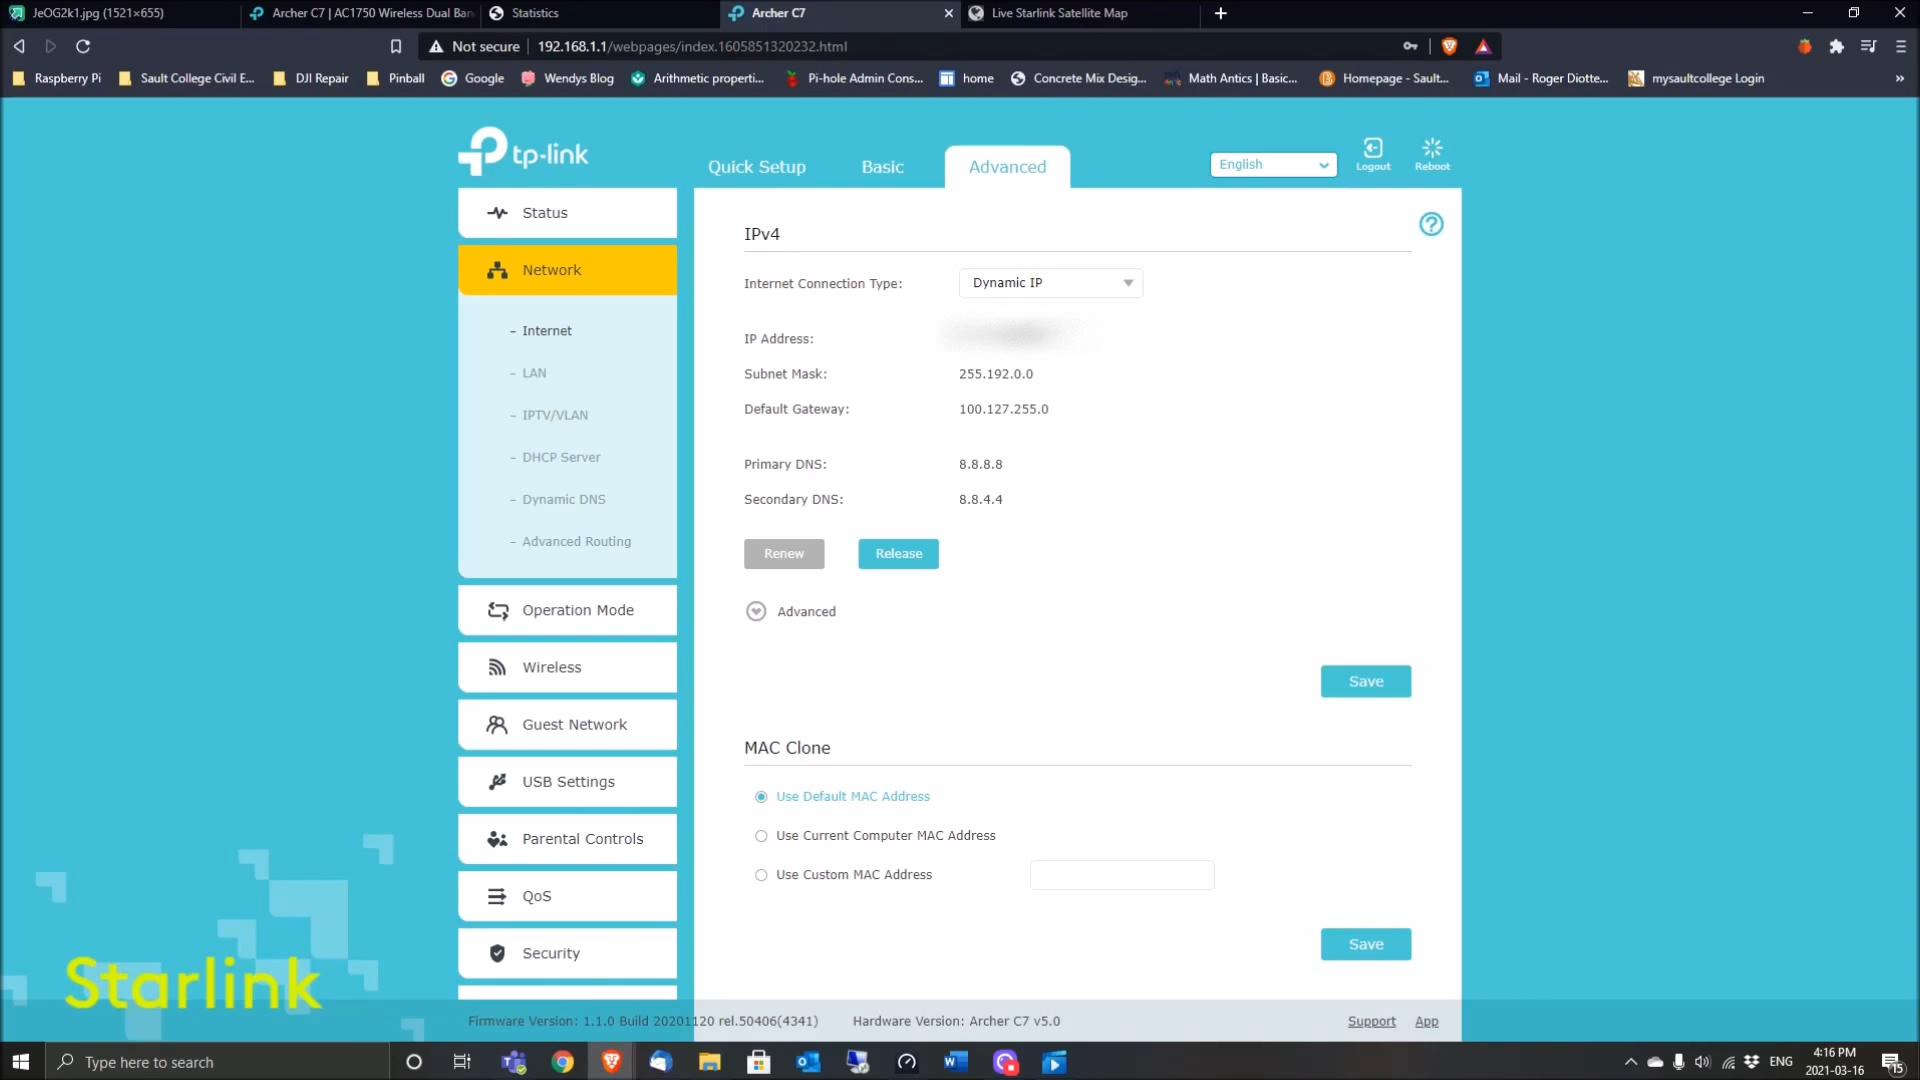 JeOG2k1.jpg (1521×655)
Archer C7 | AC1750 Wireless Dual Ban
Statistics
Archer C7
Live Starlink Satellite Map
Not secure
192.168.1.1/webpages/index.1605851320232.html
Raspberry Pi
Sault College Civil E...
DJI Repair
Pinball
Google
Wendys Blog
Arithmetic properti...
Pi-hole Admin Cons...
home
Concrete Mix Desig...
Math Antics | Basic...
Homepage - Sault...
Mail - Roger Diotte...
mysaultcollege Login
»
tp-link
Quick Setup
Basic
Advanced
English
Logout
Reboot
Status
Network
- Internet
- LAN
- IPTV/VLAN
- DHCP Server
- Dynamic DNS
- Advanced Routing
Operation Mode
Wireless
Guest Network
USB Settings
Parental Controls
QoS
Security
IPv4
Internet Connection Type: Dynamic IP
IP Address:
Subnet Mask: 255.192.0.0
Default Gateway: 100.127.255.0
Primary DNS: 8.8.8.8
Secondary DNS: 8.8.4.4
Renew Release
Advanced
Save
MAC Clone
Use Default MAC Address
Use Current Computer MAC Address
Use Custom MAC Address
Save
Starlink
Firmware Version: 1.1.0 Build 20201120 rel.50406(4341) Hardware Version: Archer C7 v5.0 Support App
Type here to search
ENG
4:16 PM
2021-03-16
15